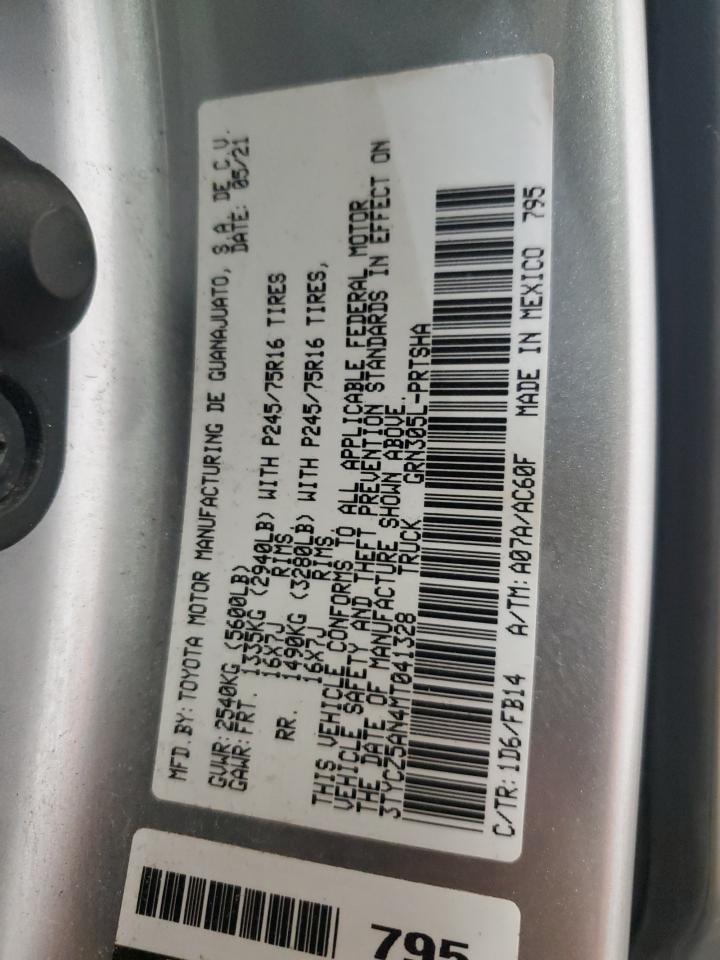 MFD.BY: TOYOTA MOTOR MANUFACTURING DE GUANAJUATO, S.A. DE C.V.
DATE: 05/21
GVWR: 2540KG (5600LB)
GAWR: FRT. 1335KG (2940LB) WITH P245/75R16 TIRES
16X7J RIMS,
RR. 1490KG (3280LB) WITH P245/75R16 TIRES,
16X7J RIMS
THIS VEHICLE CONFORMS TO ALL APPLICABLE FEDERAL MOTOR
VEHICLE SAFETY AND THEFT PREVENTION STANDARDS IN EFFECT ON
THE DATE OF MANUFACTURE SHOWN ABOVE.
3TYCZ5AN4MT041328 TRUCK GRN305L-PRTSHA
C/TR: 1D6/FB14 A/TM: A07A/AC60F MADE IN MEXICO 795
795